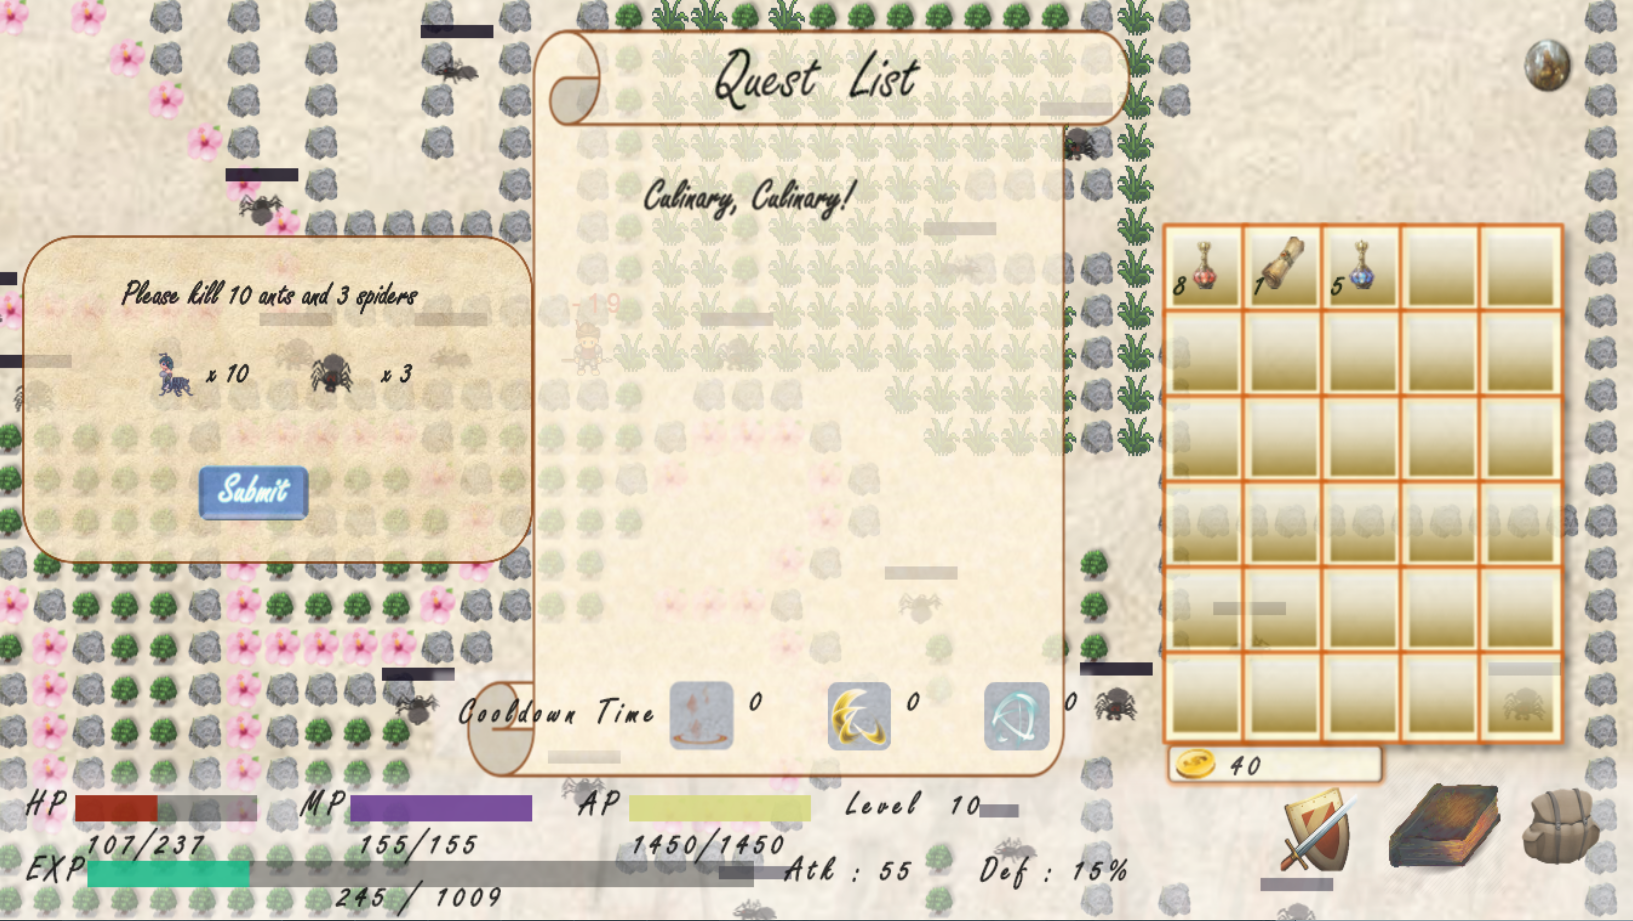 Quest List
Culinary, Culinary!
-19
Please kill 10 ants and 3 spiders
x 10
x 3
Submit
8
1
5
40
Cooldown Time
0
0
0
HP
107/237
MP
155/155
AP
1450/1450
Level 10
EXP
245 / 1009
Atk : 55
Def : 15%